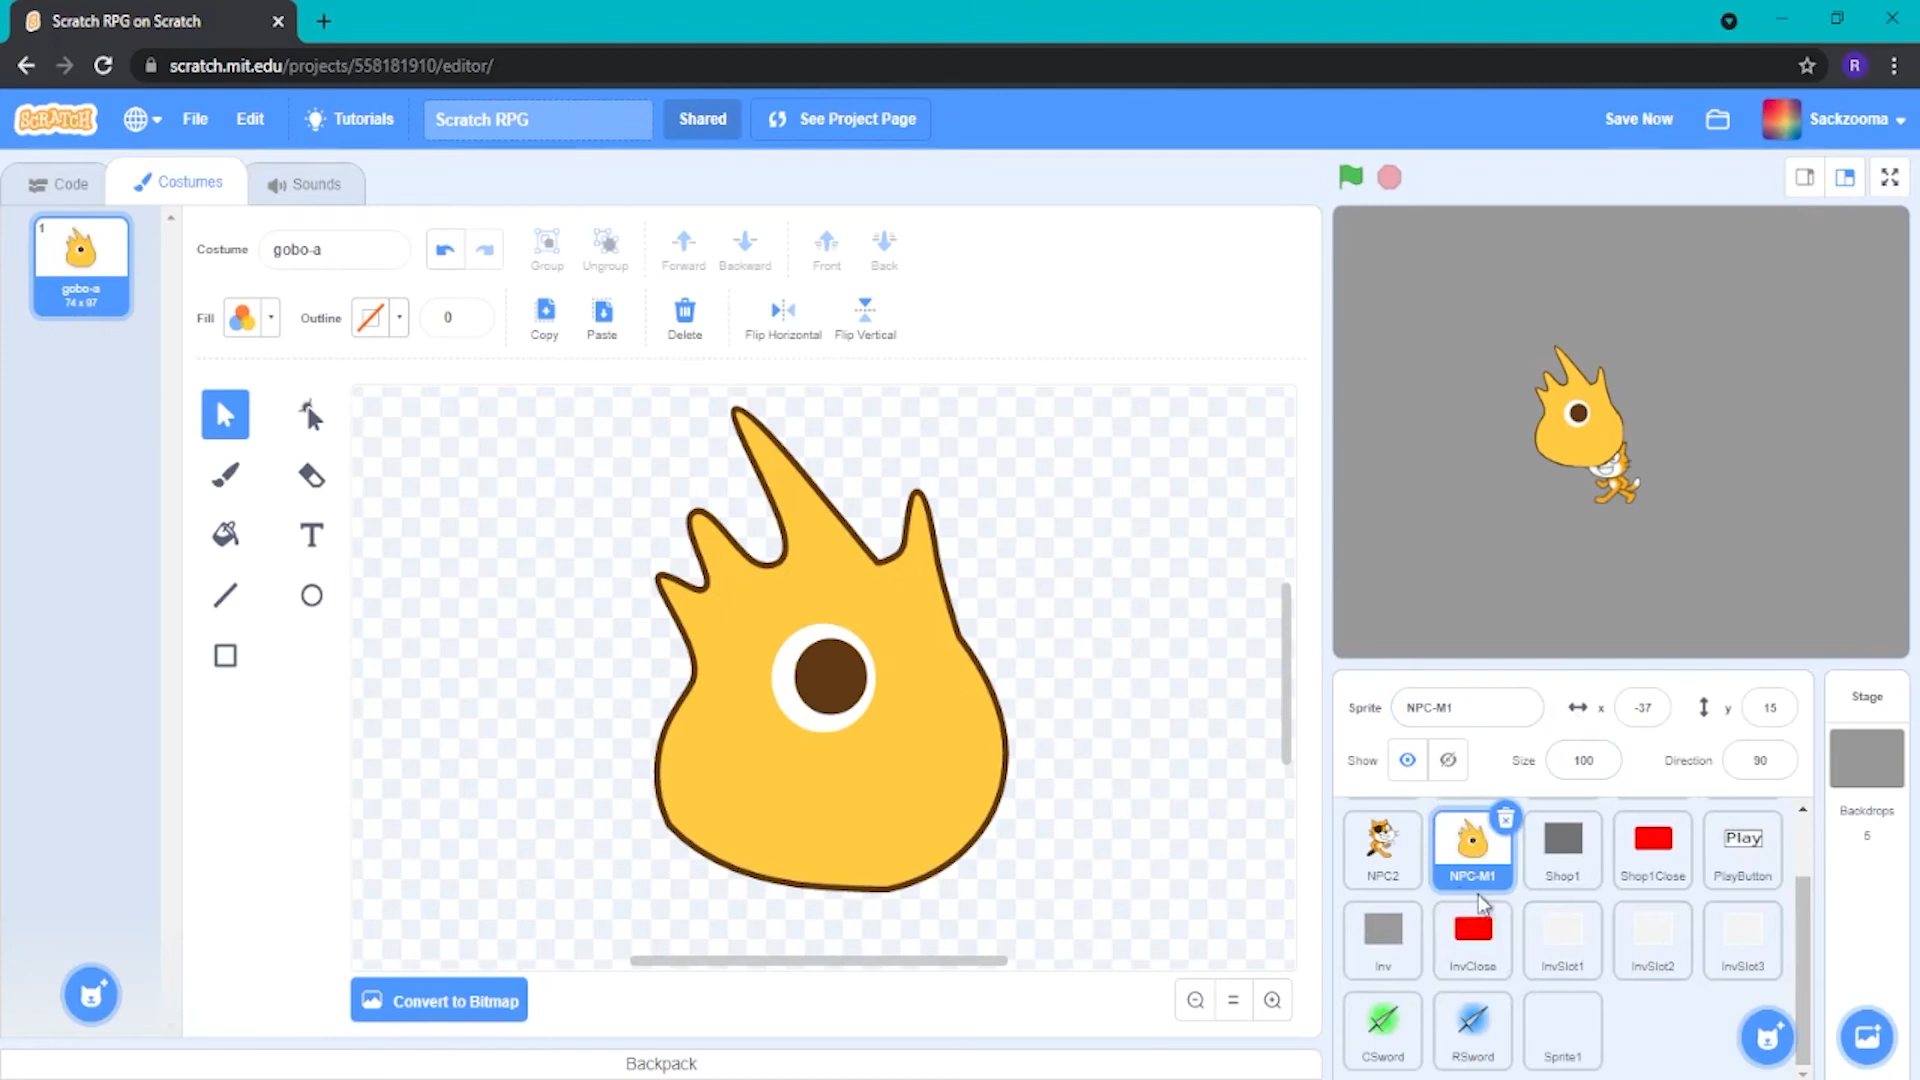 Scratch RPG on Scratch
scratch.mit.edu/projects/558181910/editor/
R
SCRATCH
File
Edit
Tutorials
Scratch RPG
Shared
See Project Page
Save Now
Sackzooma
Code
Costumes
Sounds
1
gobo-a
74 x 97
Costume
gobo-a
Group
Ungroup
Forward
Backward
Front
Back
Fill
Outline
0
Copy
Paste
Delete
Flip Horizontal
Flip Vertical
T
Convert to Bitmap
Backpack
Sprite
NPC-M1
x
-37
y
15
Show
Size
100
Direction
90
Stage
Backdrops
5
NPC2
NPC-M1
Shop1
Shop1Close
Play
PlayButton
Inv
InvClose
InvSlot1
InvSlot2
InvSlot3
CSword
RSword
Sprite1